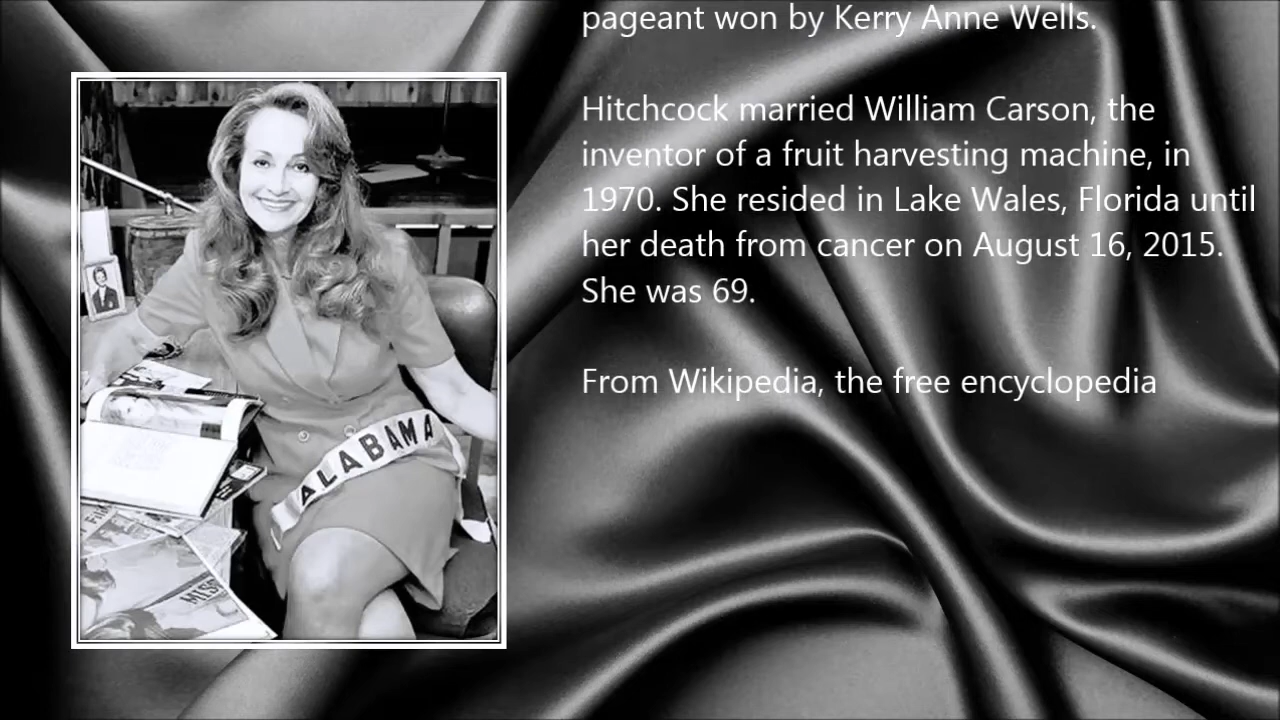 pageant won by Kerry Anne Wells.
Hitchcock married William Carson, the
inventor of a fruit harvesting machine, in
1970. She resided in Lake Wales, Florida until
her death from cancer on August 16, 2015.
She was 69.
From Wikipedia, the free encyclopedia
ALABAMA